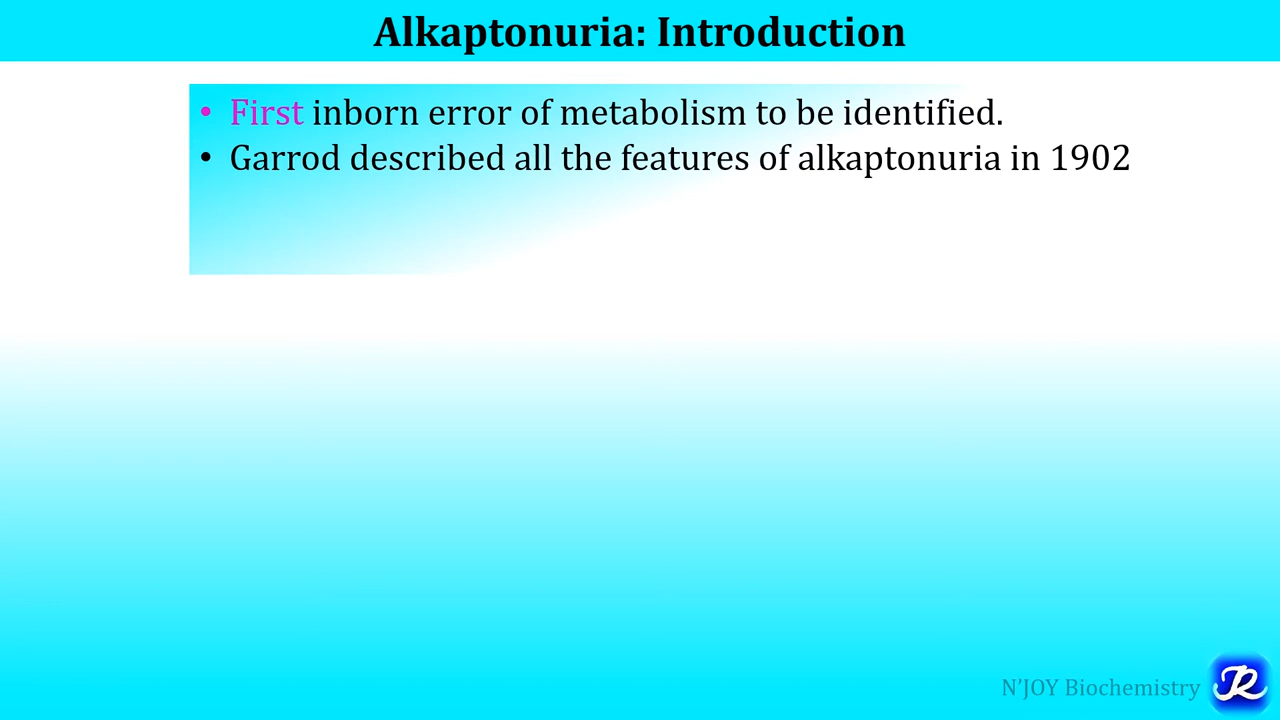 Alkaptonuria: Introduction
• First inborn error of metabolism to be identified.
• Garrod described all the features of alkaptonuria in 1902
N’JOY Biochemistry
JR